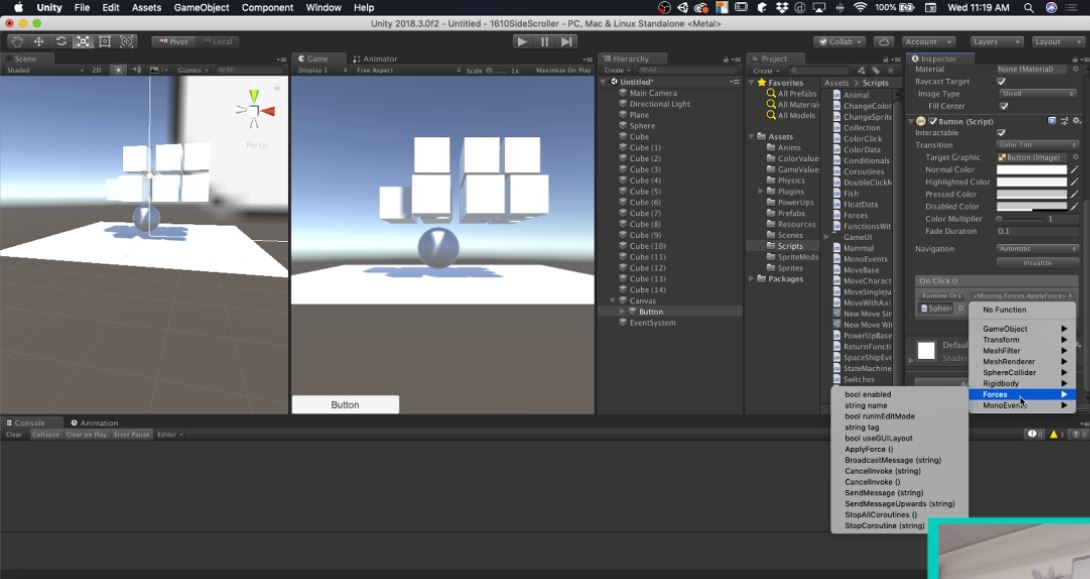 Unity File Edit Assets GameObject Component Window Help 100% Wed 11:19 AM
Unity 2018.3.0f2 - Untitled - 1610SideScroller - PC, Mac & Linux Standalone <Metal>
Pivot Local Collab Account Layers Layout
Scene
Shaded 2D Gizmos All
Persp
Game Animator
Display 1 Free Aspect Scale 1x Maximize On Play
Button
Hierarchy
Create All
Untitled*
Main Camera
Directional Light
Plane
Sphere
Cube
Cube (1)
Cube (2)
Cube (3)
Cube (4)
Cube (5)
Cube (6)
Cube (7)
Cube (8)
Cube (9)
Cube (10)
Cube (11)
Cube (12)
Cube (13)
Cube (14)
Canvas
Button
EventSystem
Project
Create
Favorites
All Prefabs
All Material
All Models
Assets
Anims
ColorValue
GameValue
Physics
Plugins
PowerUps
Prefabs
Resources
Scenes
Scripts
SpriteMods
Sprites
Packages
Assets Scripts
Animal
ChangeColor
ChangeSprite
Collection
ColorClick
ColorData
Conditionals
Coroutines
DoubleClickM
Fish
FloatData
Forces
FunctionsWit
GameUI
Mammal
MonoEvents
MoveBase
MoveCharact
MoveSingleJu
MoveWithAxi
New Move Sin
New Move Wit
PowerUpBase
ReturnFuncti
SpaceShipEve
StateMachine
Switches
Inspector
Material None (Material)
Raycast Target
Image Type Sliced
Fill Center
Button (Script)
Interactable
Transition Color Tint
Target Graphic Button (Image)
Normal Color
Highlighted Color
Pressed Color
Disabled Color
Color Multiplier 1
Fade Duration 0.1
Navigation Automatic
Visualize
On Click ()
Runtime Or <Missing Forces.ApplyForce>
Spher
Defau
Shader
No Function
GameObject
Transform
MeshFilter
MeshRenderer
SphereCollider
Rigidbody
Forces
MonoEvents
bool enabled
string name
bool runInEditMode
string tag
bool useGUILayout
ApplyForce ()
BroadcastMessage (string)
CancelInvoke (string)
CancelInvoke ()
SendMessage (string)
SendMessageUpwards (string)
StopAllCoroutines ()
StopCoroutine (string)
Console Animation
Clear Collapse Clear on Play Error Pause Editor